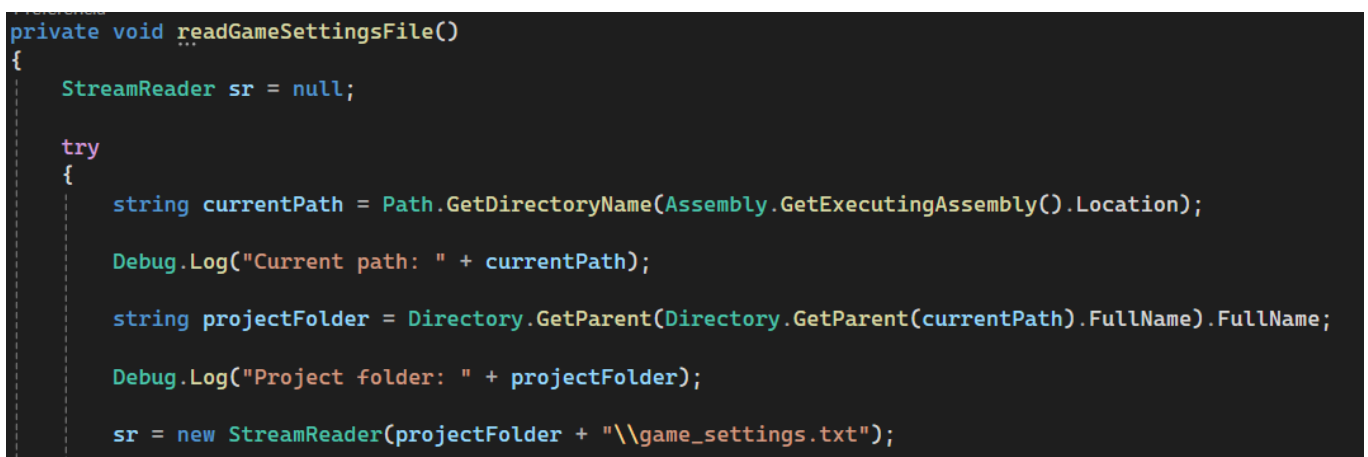 private void readGameSettingsFile()
{
StreamReader sr = null;
try
{
string currentPath = Path.GetDirectoryName(Assembly.GetExecutingAssembly().Location);
Debug.Log("Current path: " + currentPath);
string projectFolder = Directory.GetParent(Directory.GetParent(currentPath).FullName).FullName;
Debug.Log("Project folder: " + projectFolder);
sr = new StreamReader(projectFolder + "\\game_settings.txt");